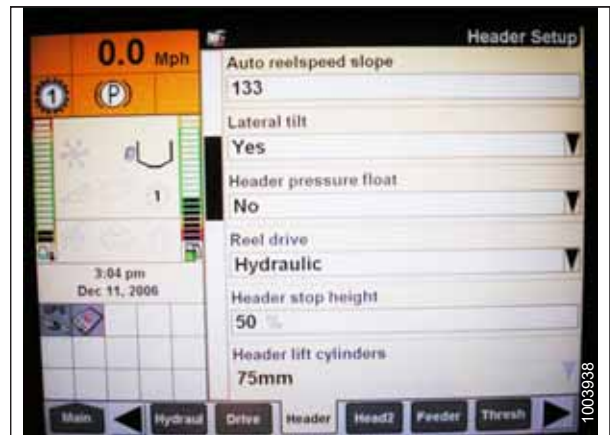 Header Setup
0.0 Mph
1
(P)
1
3:04 pm
Dec 11, 2006
Auto reelspeed slope
133
Lateral tilt
Yes
Header pressure float
No
Reel drive
Hydraulic
Header stop height
50 %
Header lift cylinders
75mm
Main
Hydraul
Drive
Header
Head2
Feeder
Thresh
1003938